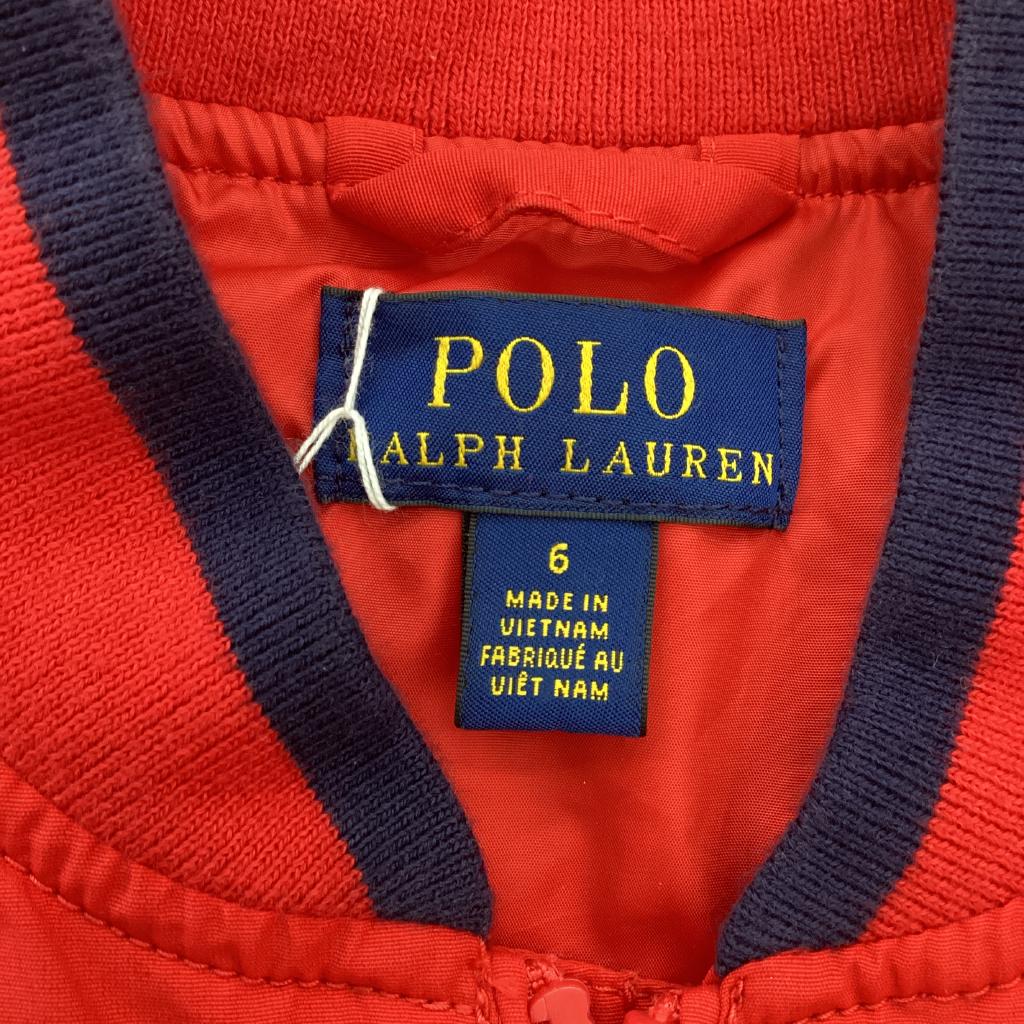 POLO
RALPH LAUREN
6
MADE IN
VIETNAM
FABRIQUÉ AU
VIÊT NAM